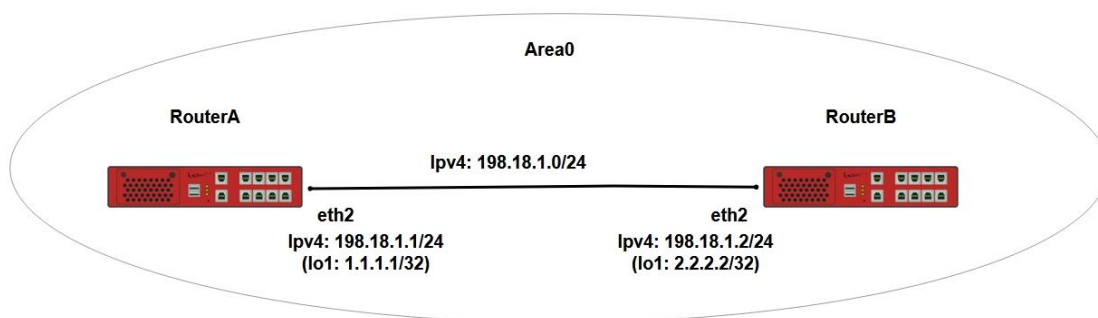 Area0
RouterA
RouterB
Ipv4: 198.18.1.0/24
eth2
Ipv4: 198.18.1.1/24
(lo1: 1.1.1.1/32)
eth2
Ipv4: 198.18.1.2/24
(lo1: 2.2.2.2/32)